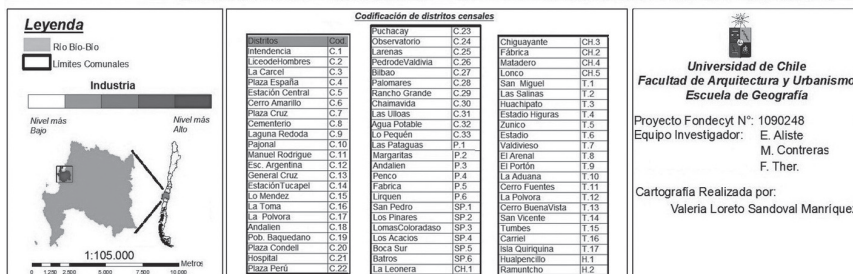 Leyenda
Río Bio-Bio
Límites Comunales
Industria
Nivel más Bajo
Nivel más Alto
1:105.000
1.250 2.500 5.000 7.500 10.000 Metros
Codificación de distritos censales
Distritos Cod
Intendencia C.1
LiceodeHombres C.2
La Carcel C.3
Plaza España C.4
Estación Central C.5
Cerro Amarillo C.6
Plaza Cruz C.7
Cementerio C.8
Laguna Redoda C.9
Pajonal C.10
Manuel Rodrigue C.11
Esc. Argentina C.12
General Cruz C.13
EstaciónTucapel C.14
Lo Mendez C.15
La Toma C.16
La Polvora C.17
Andalien C.18
Pob. Baquedano C.19
Plaza Condell C.20
Hospital C.21
Plaza Perú C.22
Puchacay C.23
Observatorio C.24
Larenas C.25
PedrodeValdivia C.26
Bilbao C.27
Palomares C.28
Rancho Grande C.29
Chaimavida C.30
Las Ulloas C.31
Agua Potable C.32
Lo Pequén C.33
Las Pataguas P.1
Margaritas P.2
Andalien P.3
Penco P.4
Fabrica P.5
Lirquen P.6
San Pedro SP.1
Los Pinares SP.2
LomasColoradaso SP.3
Los Acacios SP.4
Boca Sur SP.5
Batros SP.6
La Leonera CH.1
Chiguayante CH.3
Fábrica CH.2
Matadero CH.4
Lonco CH.5
San Miguel T.1
Las Salinas T.2
Huachipato T.3
Estadio Higuras T.4
Zunico T.5
Estadio T.6
Valdivieso T.7
El Arenal T.8
El Portón T.9
La Aduana T.10
Cerro Fuentes T.11
La Polvora T.12
Cerro BuenaVista T.13
San Vicente T.14
Tumbes T.15
Carriel T.16
Isla Quiriquina T.17
Hualpencillo H.1
Ramuntcho H.2
Universidad de Chile
Facultad de Arquitectura y Urbanismo
Escuela de Geografía
Proyecto Fondecyt N°: 1090248
Equipo Investigador: E. Aliste
M. Contreras
F. Ther.
Cartografía Realizada por:
Valeria Loreto Sandoval Manríquez